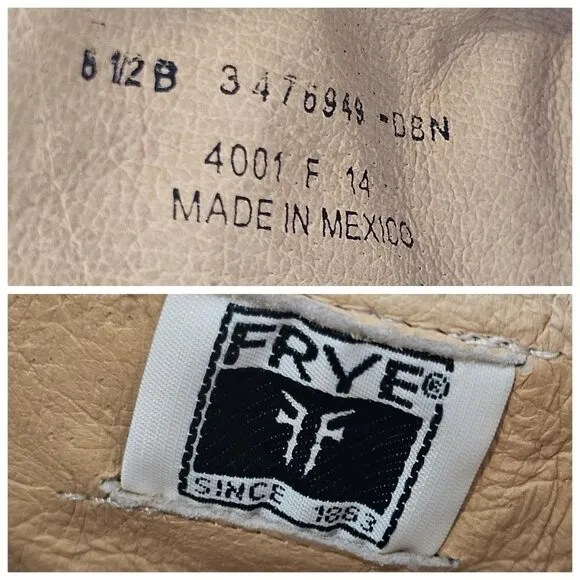 6 1/2 B 3476949 -DBN
4001 F 14
MADE IN MEXICO
FRYE®
SINCE 1863